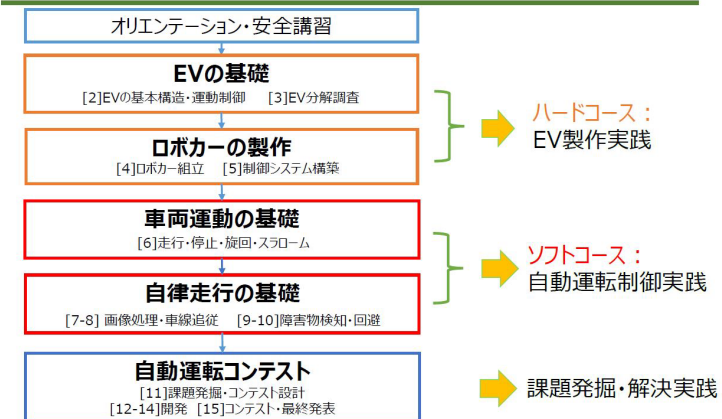 オリエンテーション・安全講習
EVの基礎
[2]EVの基本構造・運動制御 [3]EV分解調査
ロボカーの製作
[4]ロボカー組立 [5]制御システム構築
ハードコース：
EV製作実践
車両運動の基礎
[6]走行・停止・旋回・スラローム
自律走行の基礎
[7-8] 画像処理・車線追従 [9-10]障害物検知・回避
ソフトコース：
自動運転制御実践
自動運転コンテスト
[11]課題発掘・コンテスト設計
[12-14]開発 [15]コンテスト・最終発表
課題発掘・解決実践